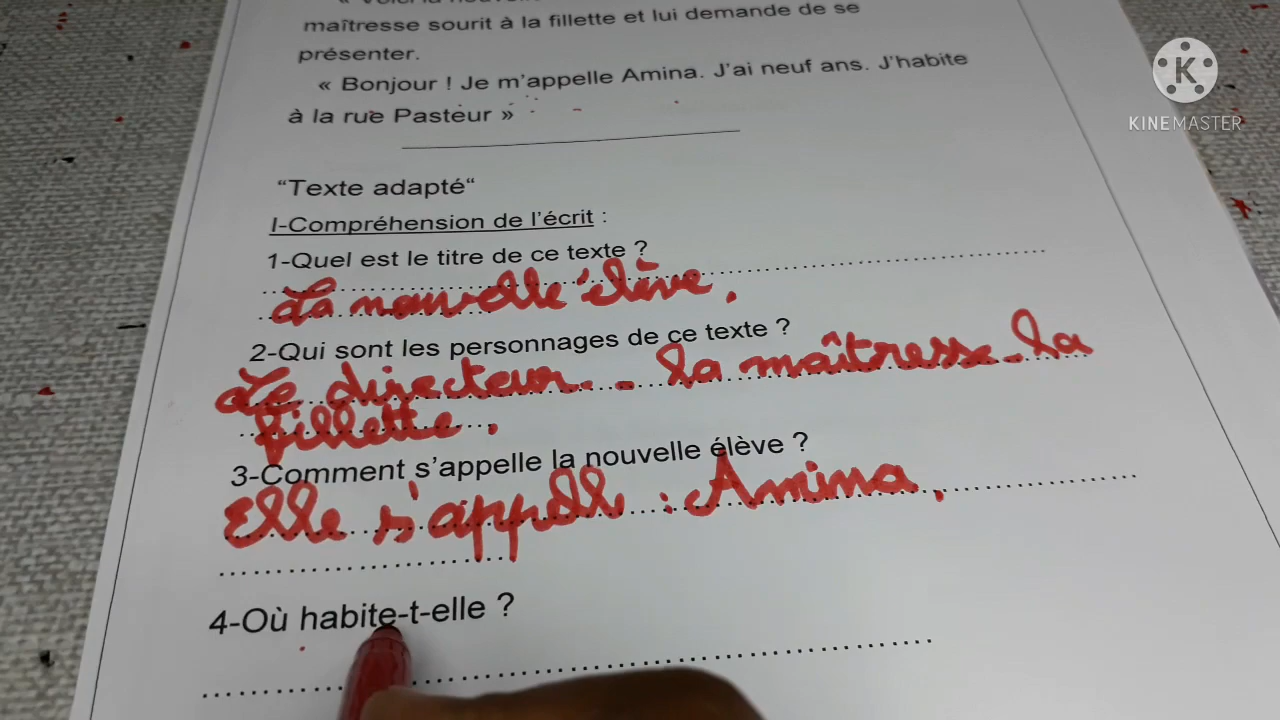 maîtresse sourit à la fillette et lui demande de se
présenter.
« Bonjour ! Je m'appelle Amina. J'ai neuf ans. J'habite
à la rue Pasteur »
KINEMASTER
"Texte adapté"
I-Compréhension de l'écrit :
1-Quel est le titre de ce texte ?
La nouvelle élève.
2-Qui sont les personnages de ce texte ?
Le directeur - la maîtresse - la
fillette.
3-Comment s'appelle la nouvelle élève ?
Elle s'appelle : Amina.
4-Où habite-t-elle ?